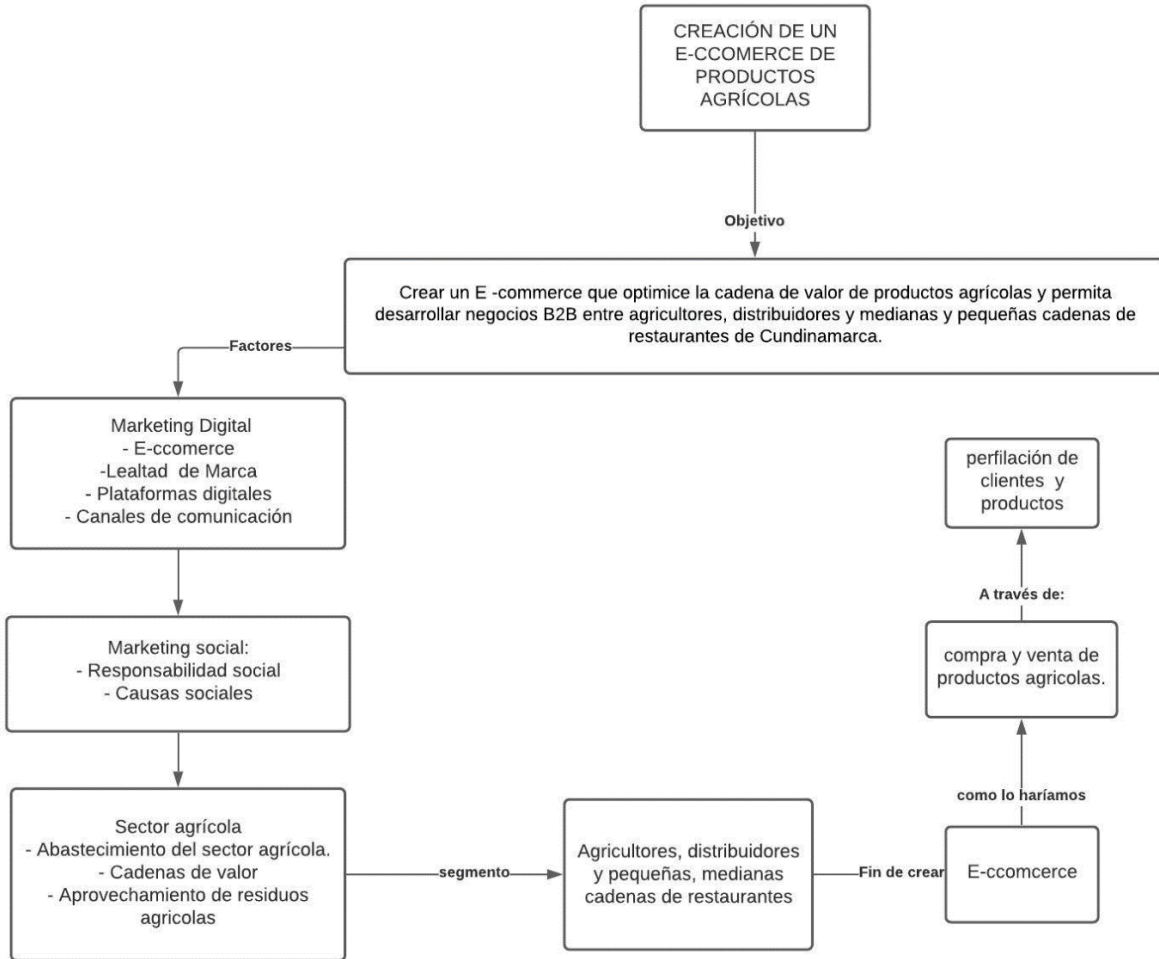 CREACIÓN DE UN
E-CCOMERCE DE
PRODUCTOS
AGRÍCOLAS
Objetivo
Crear un E -commerce que optimice la cadena de valor de productos agrícolas y permita
desarrollar negocios B2B entre agricultores, distribuidores y medianas y pequeñas cadenas de
restaurantes de Cundinamarca.
Factores
Marketing Digital
- E-ccomerce
-Lealtad de Marca
- Plataformas digitales
- Canales de comunicación
Marketing social:
- Responsabilidad social
- Causas sociales
Sector agrícola
- Abastecimiento del sector agrícola.
- Cadenas de valor
- Aprovechamiento de residuos
agricolas
segmento
Agricultores, distribuidores
y pequeñas, medianas
cadenas de restaurantes
Fin de crear
E-ccomcerce
como lo haríamos
compra y venta de
productos agricolas.
A través de:
perfilación de
clientes y
productos